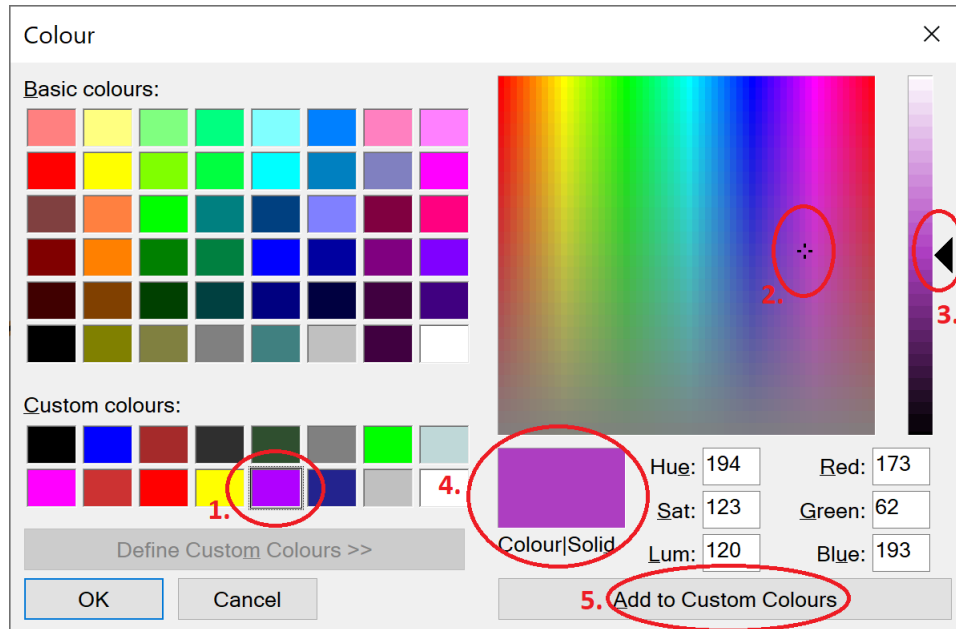 Colour
Basic colours:
Custom colours:
1.
Define Custom Colours >>
OK
Cancel
2.
3.
4.
Colour|Solid
Hue: 194
Sat: 123
Lum: 120
Red: 173
Green: 62
Blue: 193
5. Add to Custom Colours